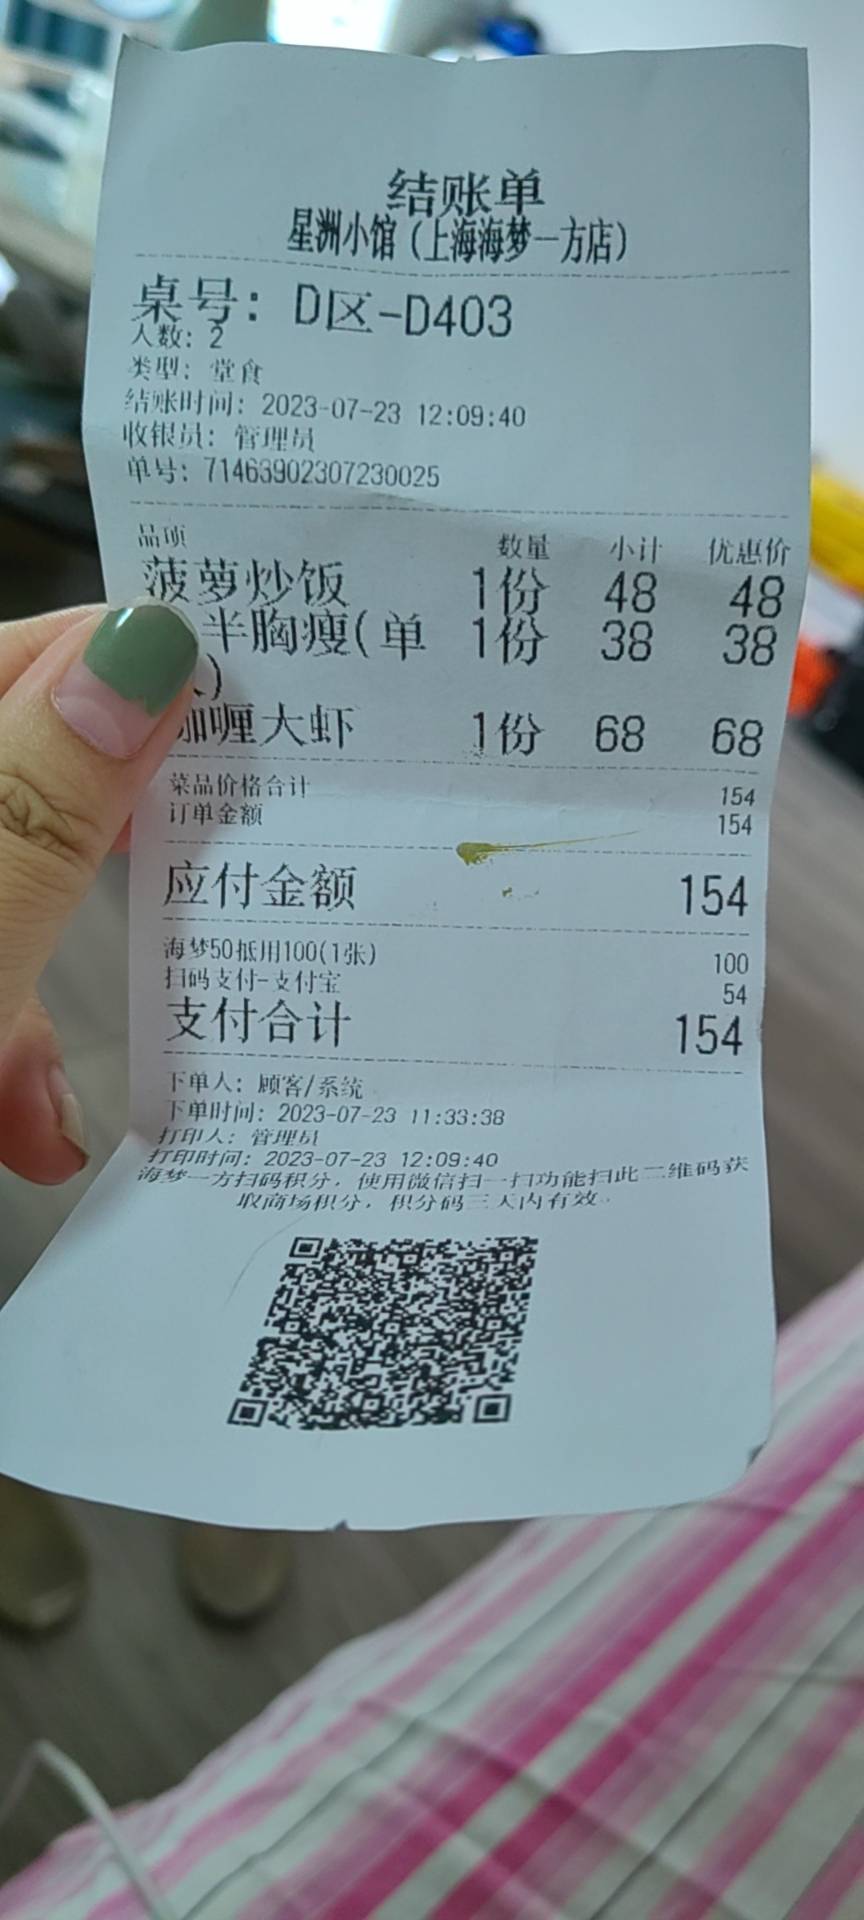 结账单
星洲小馆(上海海梦一方店)
桌号: D区-D403
人数: 2
类型: 堂食
结账时间: 2023-07-23 12:09:40
收银员: 管理员
单号: 71463902307230025
品项 数量 小计 优惠价
菠萝炒饭 1份 48 48
半胸瘦(单 1份 38 38
)
咖喱大虾 1份 68 68
菜品价格合计 154
订单金额 154
应付金额 154
海梦50抵用100(1张) 100
扫码支付-支付宝 54
支付合计 154
下单人: 顾客/系统
下单时间: 2023-07-23 11:33:38
打印人: 管理员
打印时间: 2023-07-23 12:09:40
海梦一方扫码积分, 使用微信扫一扫功能扫此二维码获
取商场积分, 积分码三天内有效。